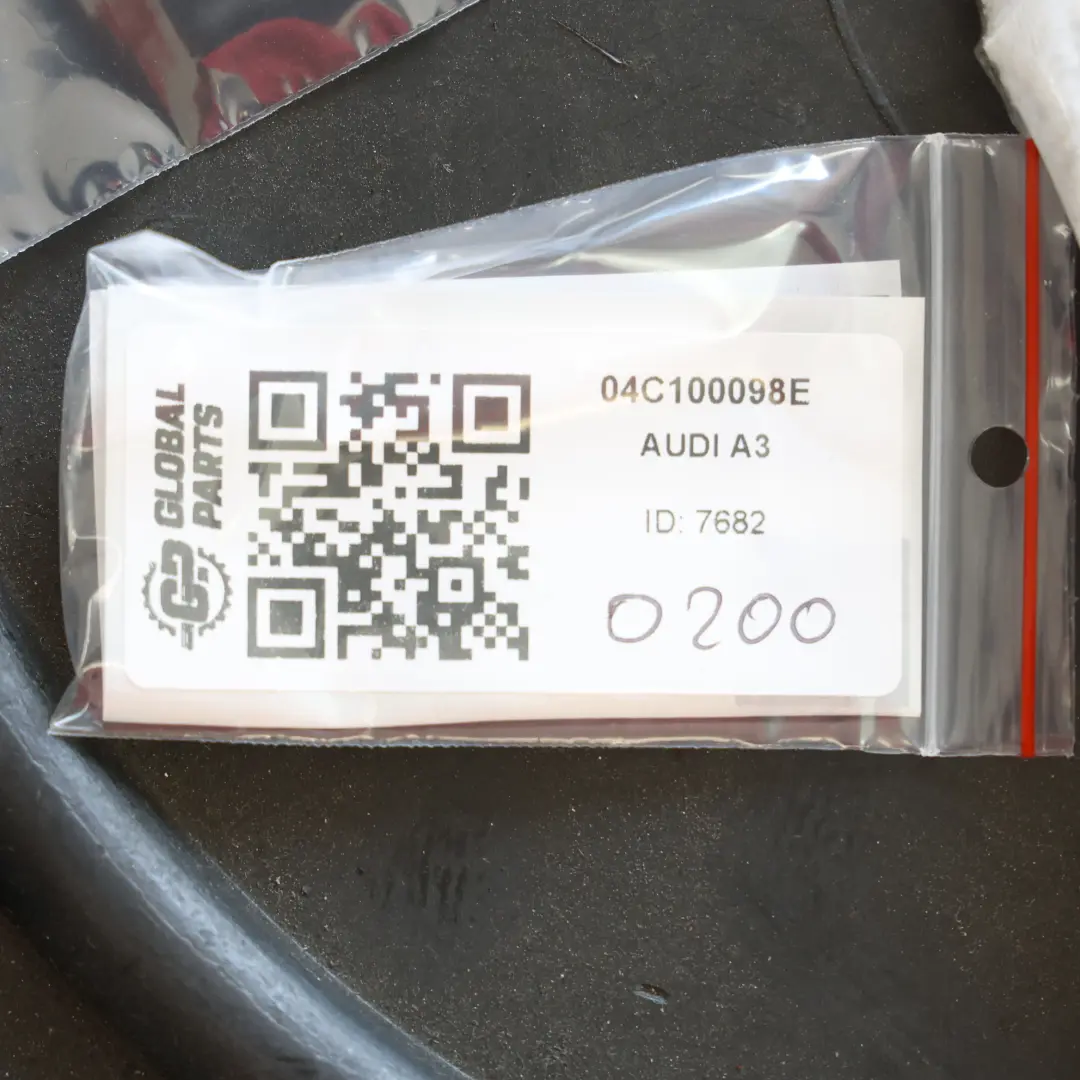 GLOBAL
PARTS
04C100098E
AUDI A3
ID: 7682
0200